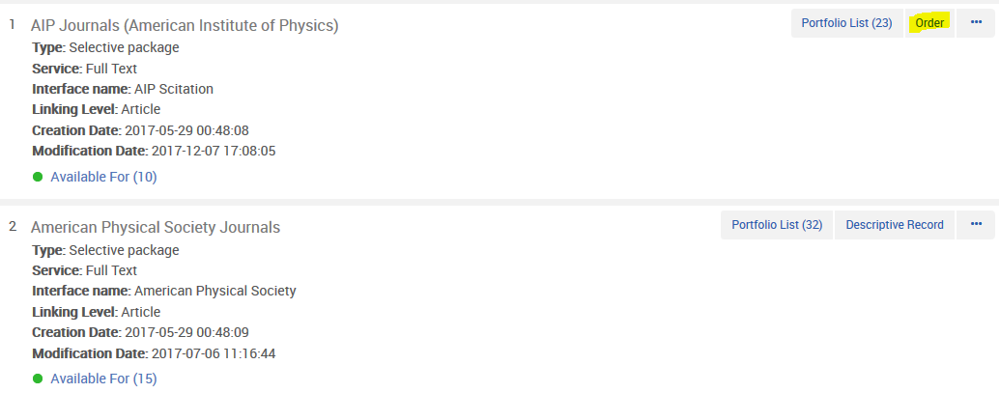 1 AIP Journals (American Institute of Physics) Portfolio List (23) Order ...
Type: Selective package
Service: Full Text
Interface name: AIP Scitation
Linking Level: Article
Creation Date: 2017-05-29 00:48:08
Modification Date: 2017-12-07 17:08:05
Available For (10)
2 American Physical Society Journals Portfolio List (32) Descriptive Record ...
Type: Selective package
Service: Full Text
Interface name: American Physical Society
Linking Level: Article
Creation Date: 2017-05-29 00:48:09
Modification Date: 2017-07-06 11:16:44
Available For (15)